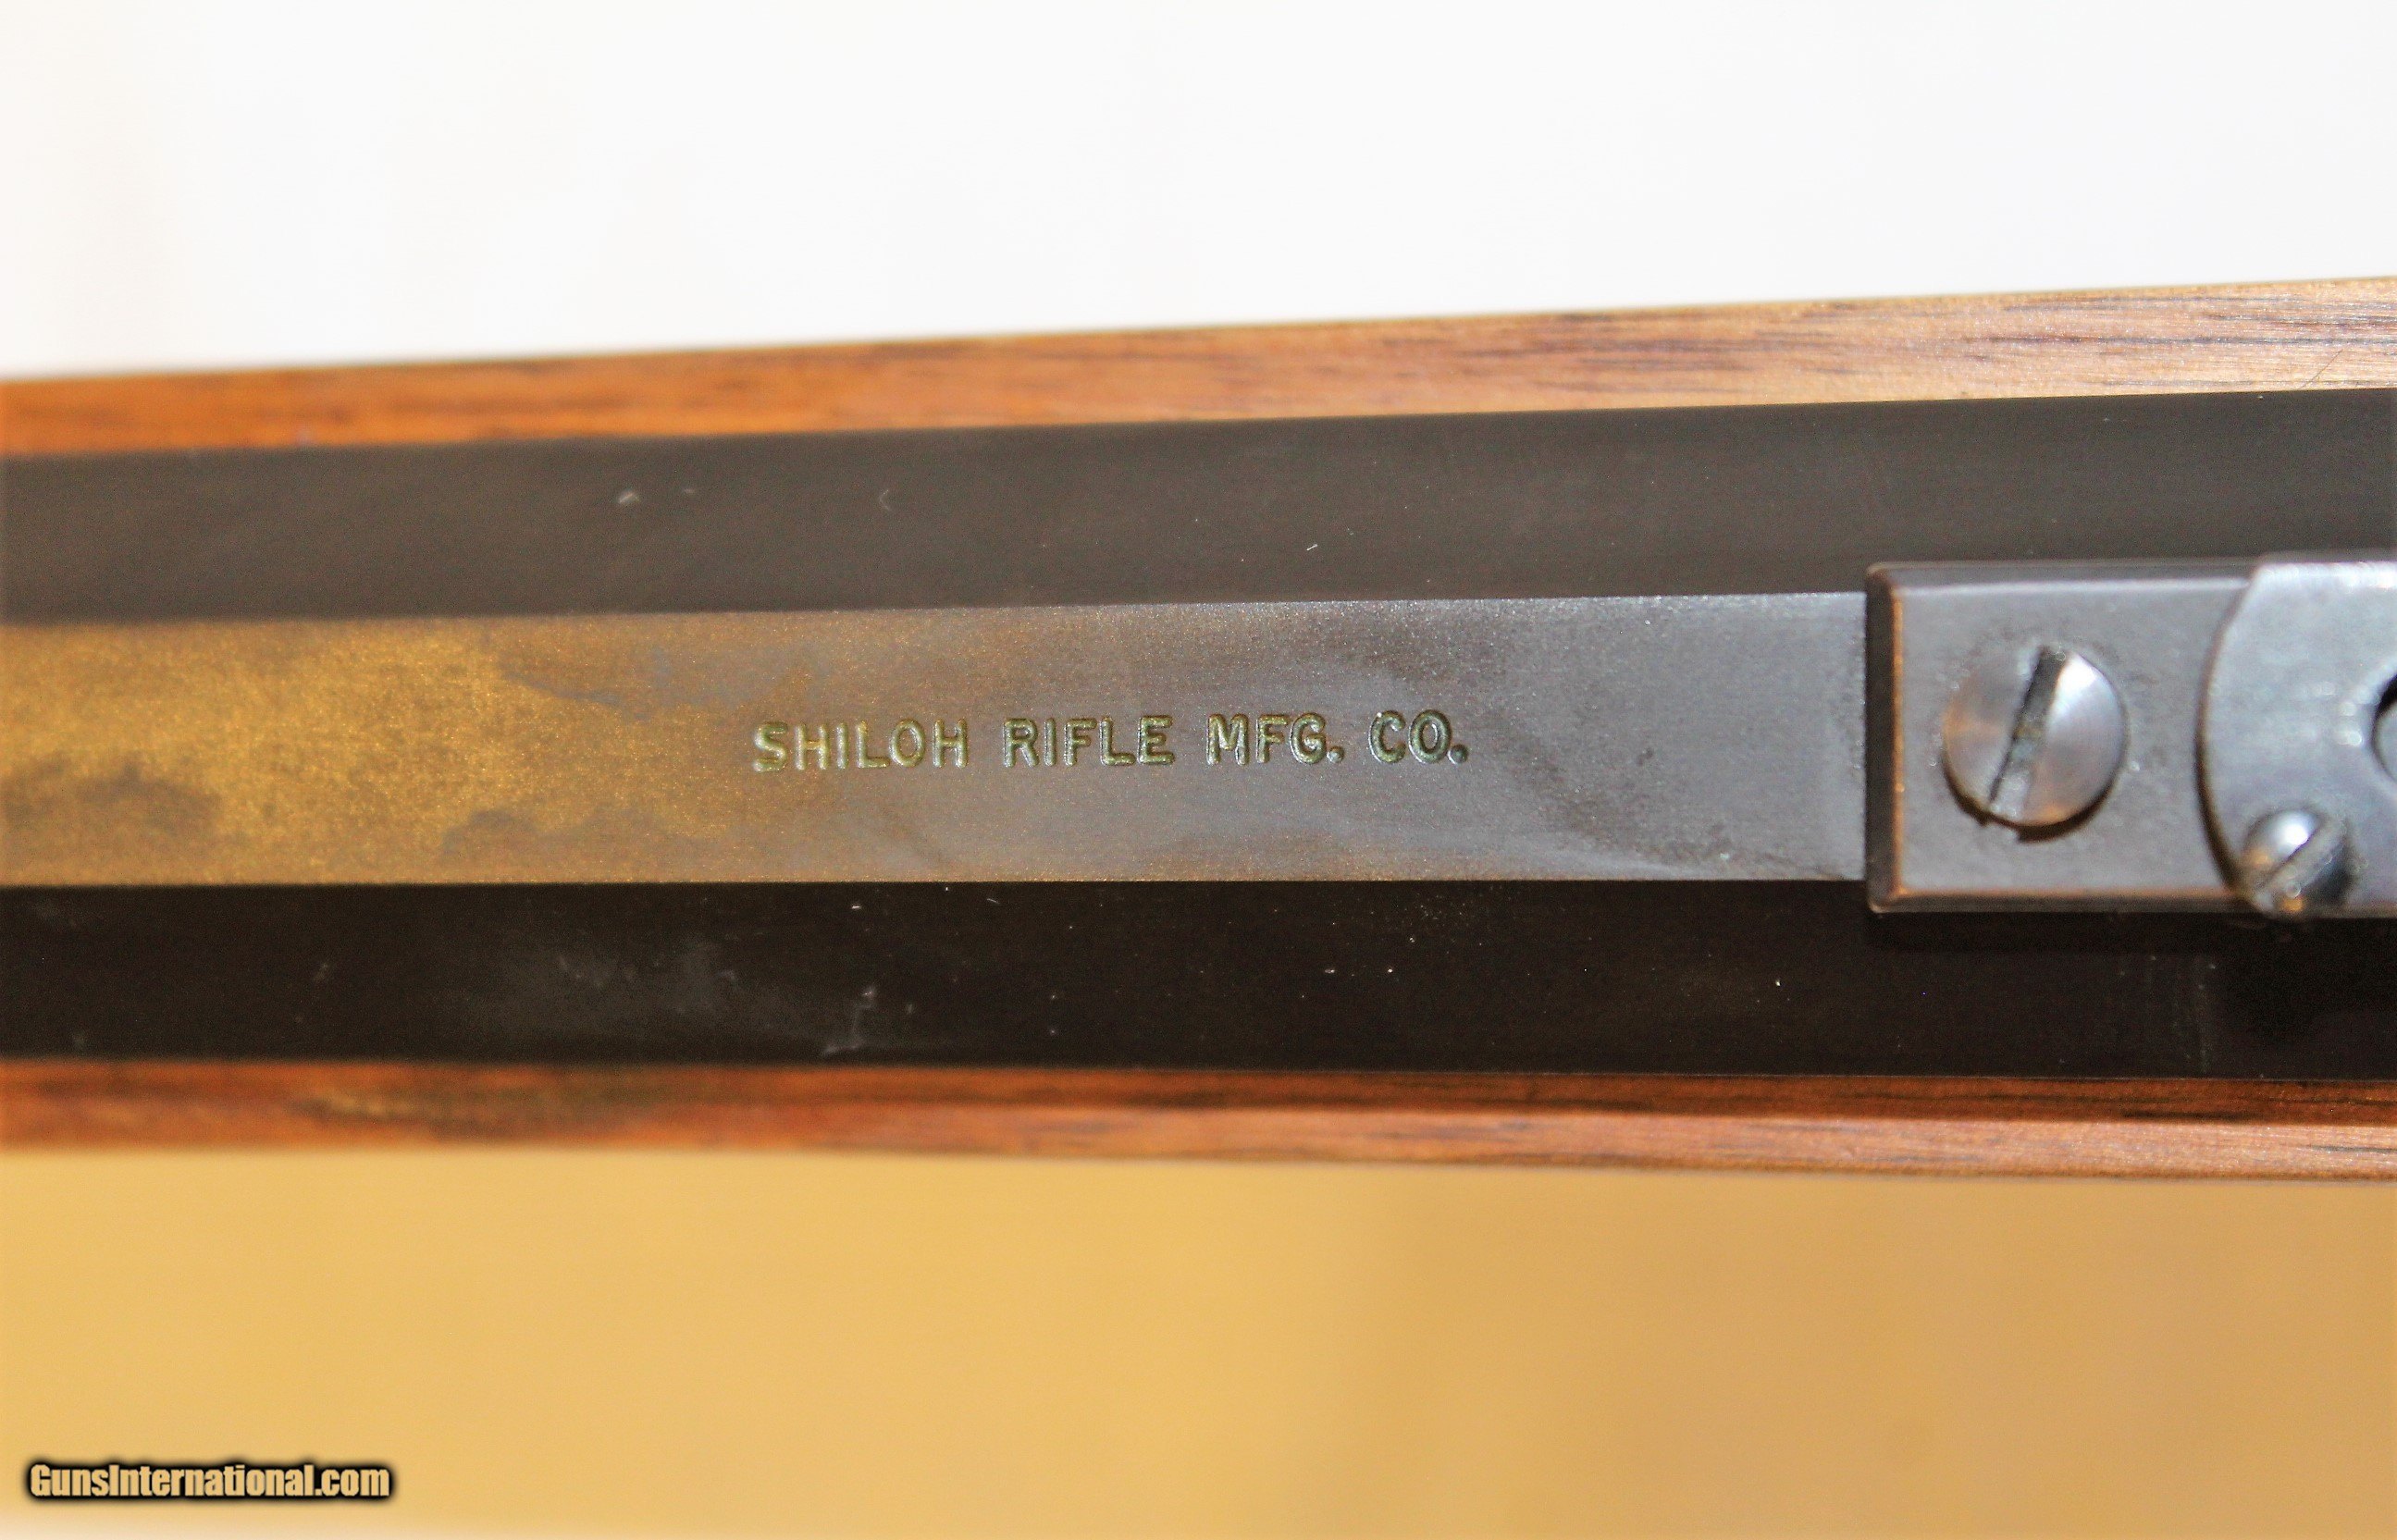 SHILOH RIFLE MFG. CO.
GunsInternational.com